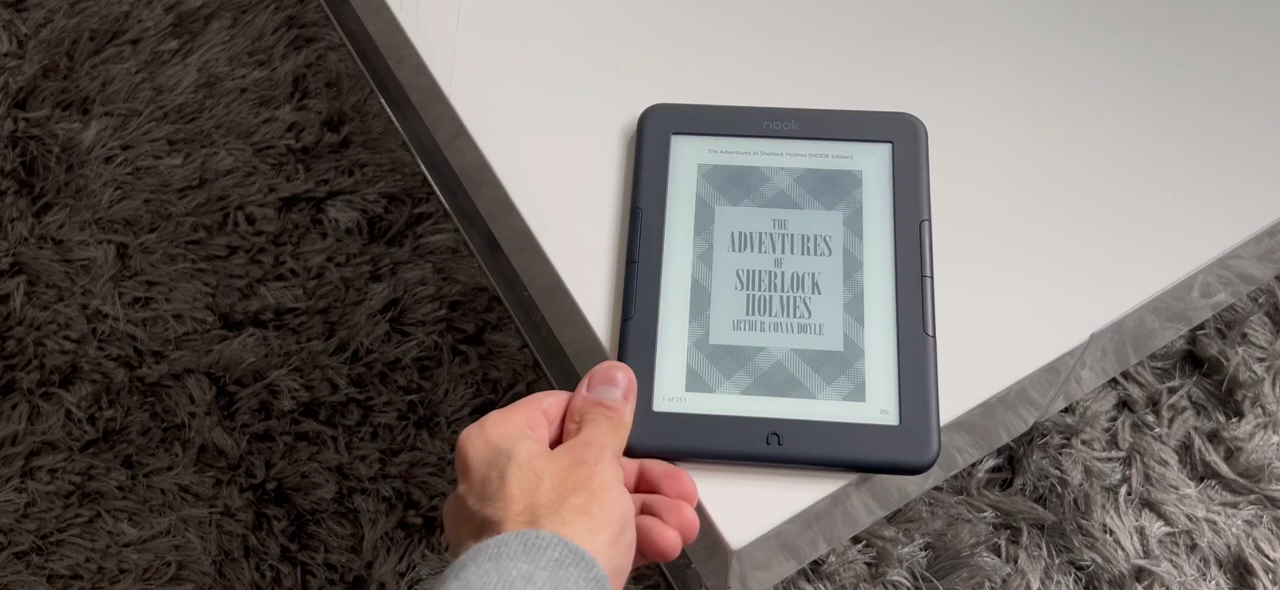 nook
The Adventures of Sherlock Holmes (NOOK Edition)
THE
ADVENTURES
OF
SHERLOCK
HOLMES
ARTHUR CONAN DOYLE
1 of 251
0%
n